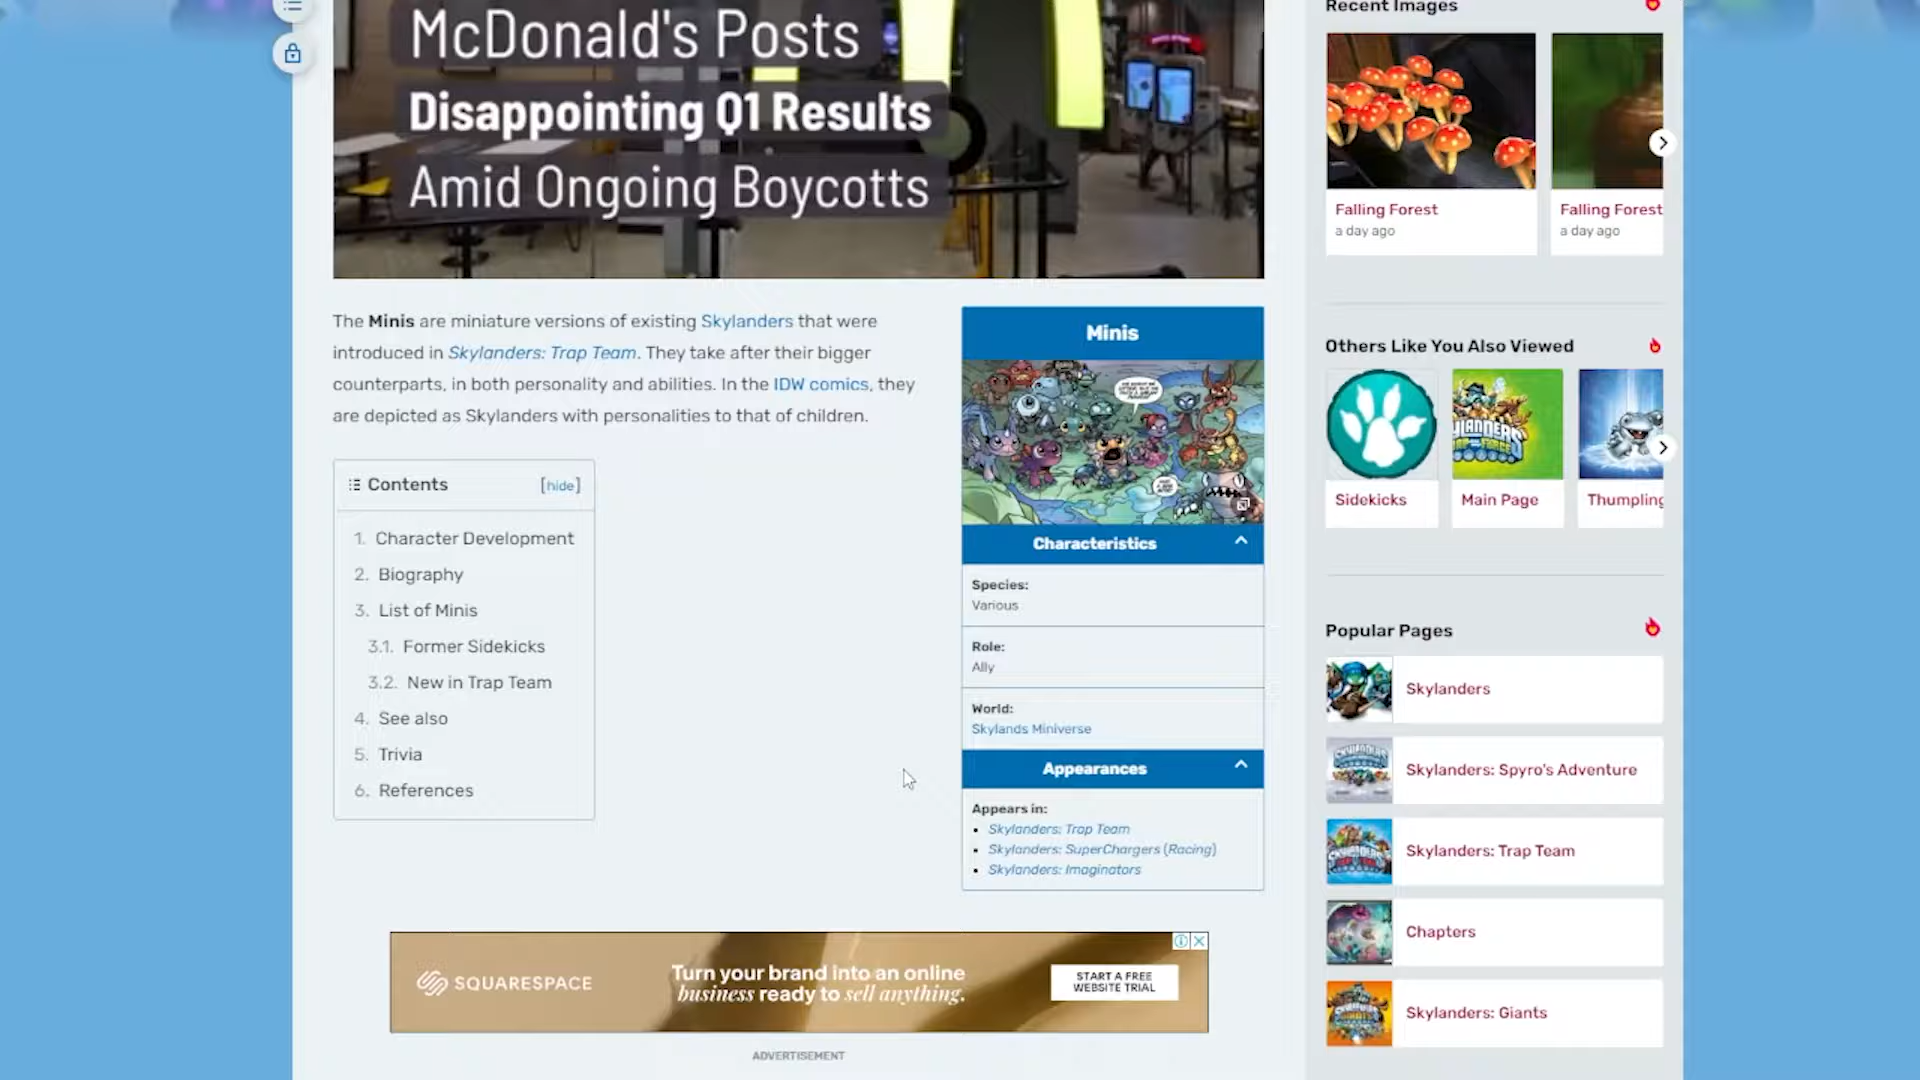 McDonald's Posts
Disappointing Q1 Results
Amid Ongoing Boycotts
The Minis are miniature versions of existing Skylanders that were
introduced in Skylanders: Trap Team. They take after their bigger
counterparts, in both personality and abilities. In the IDW comics, they
are depicted as Skylanders with personalities to that of children.
Contents [hide]
1. Character Development
2. Biography
3. List of Minis
3.1. Former Sidekicks
3.2. New in Trap Team
4. See also
5. Trivia
6. References
Minis
Characteristics
Species:
Various
Role:
Ally
World:
Skylands Miniverse
Appearances
Appears in:
Skylanders: Trap Team
Skylanders: SuperChargers (Racing)
Skylanders: Imaginators
SQUARESPACE
Turn your brand into an online
business ready to sell anything.
START A FREE
WEBSITE TRIAL
ADVERTISEMENT
Recent Images
Falling Forest
a day ago
Falling Forest
a day ago
Others Like You Also Viewed
Sidekicks
Main Page
Thumpling
Popular Pages
Skylanders
Skylanders: Spyro's Adventure
Skylanders: Trap Team
Chapters
Skylanders: Giants